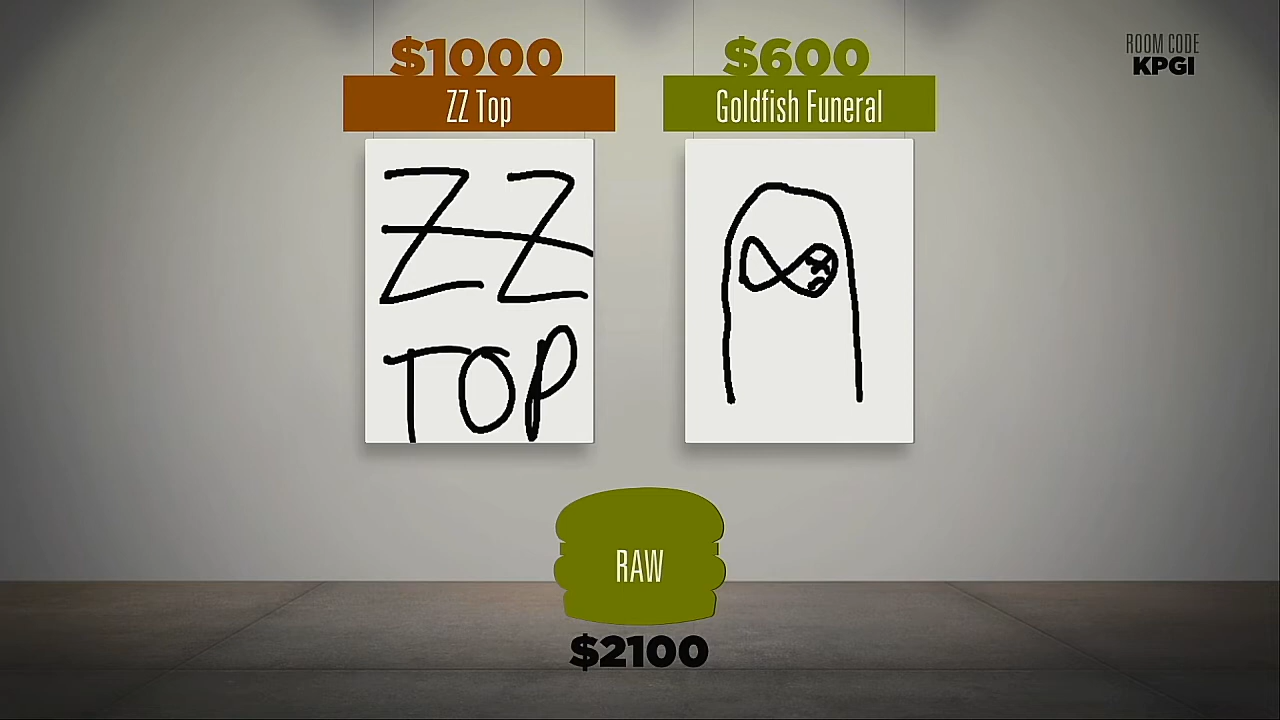 $1000
ZZ Top
$600
Goldfish Funeral
ROOM CODE
KPGI
ZZ
TOP
RAW
$2100